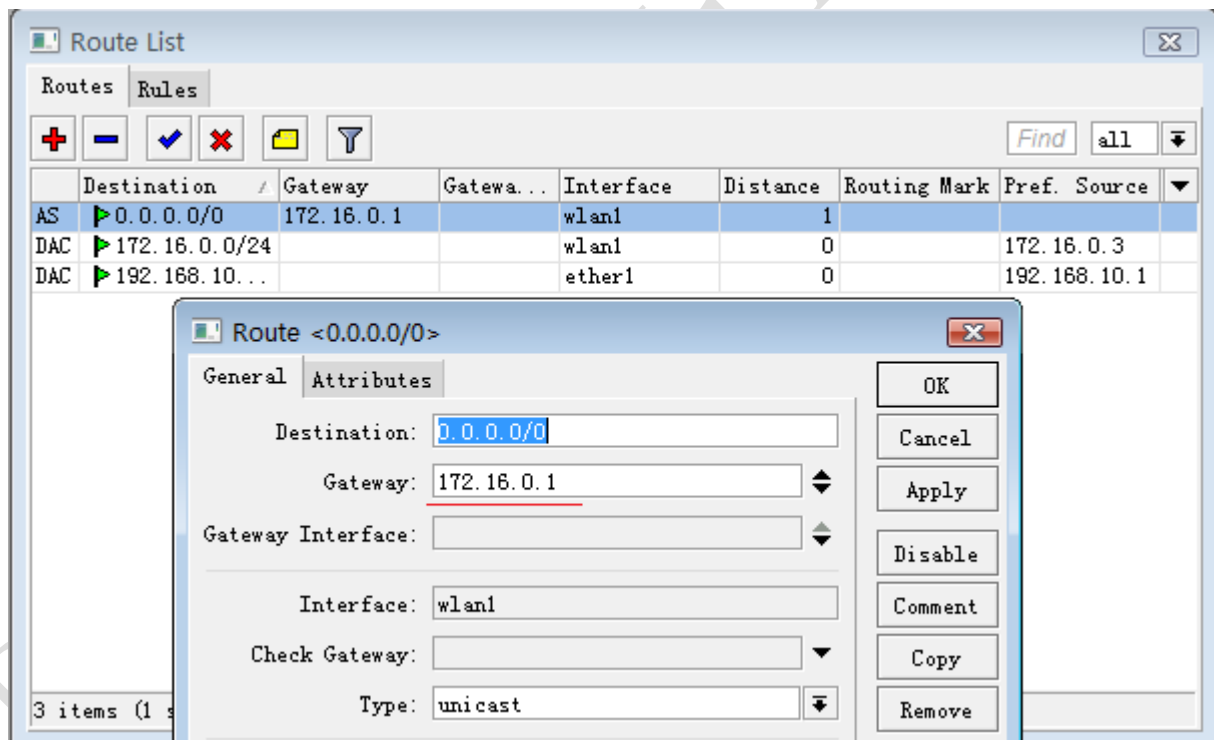 Route List
Routes Rules
Find all
Destination Gateway Gatewa... Interface Distance Routing Mark Pref. Source
AS 0.0.0.0/0 172.16.0.1 wlan1 1
DAC 172.16.0.0/24 wlan1 0 172.16.0.3
DAC 192.168.10... ether1 0 192.168.10.1
Route <0.0.0.0/0>
General Attributes OK
Destination: 0.0.0.0/0 Cancel
Gateway: 172.16.0.1 Apply
Gateway Interface: Disable
Interface: wlan1 Comment
Check Gateway: Copy
Type: unicast Remove
3 items (1 s